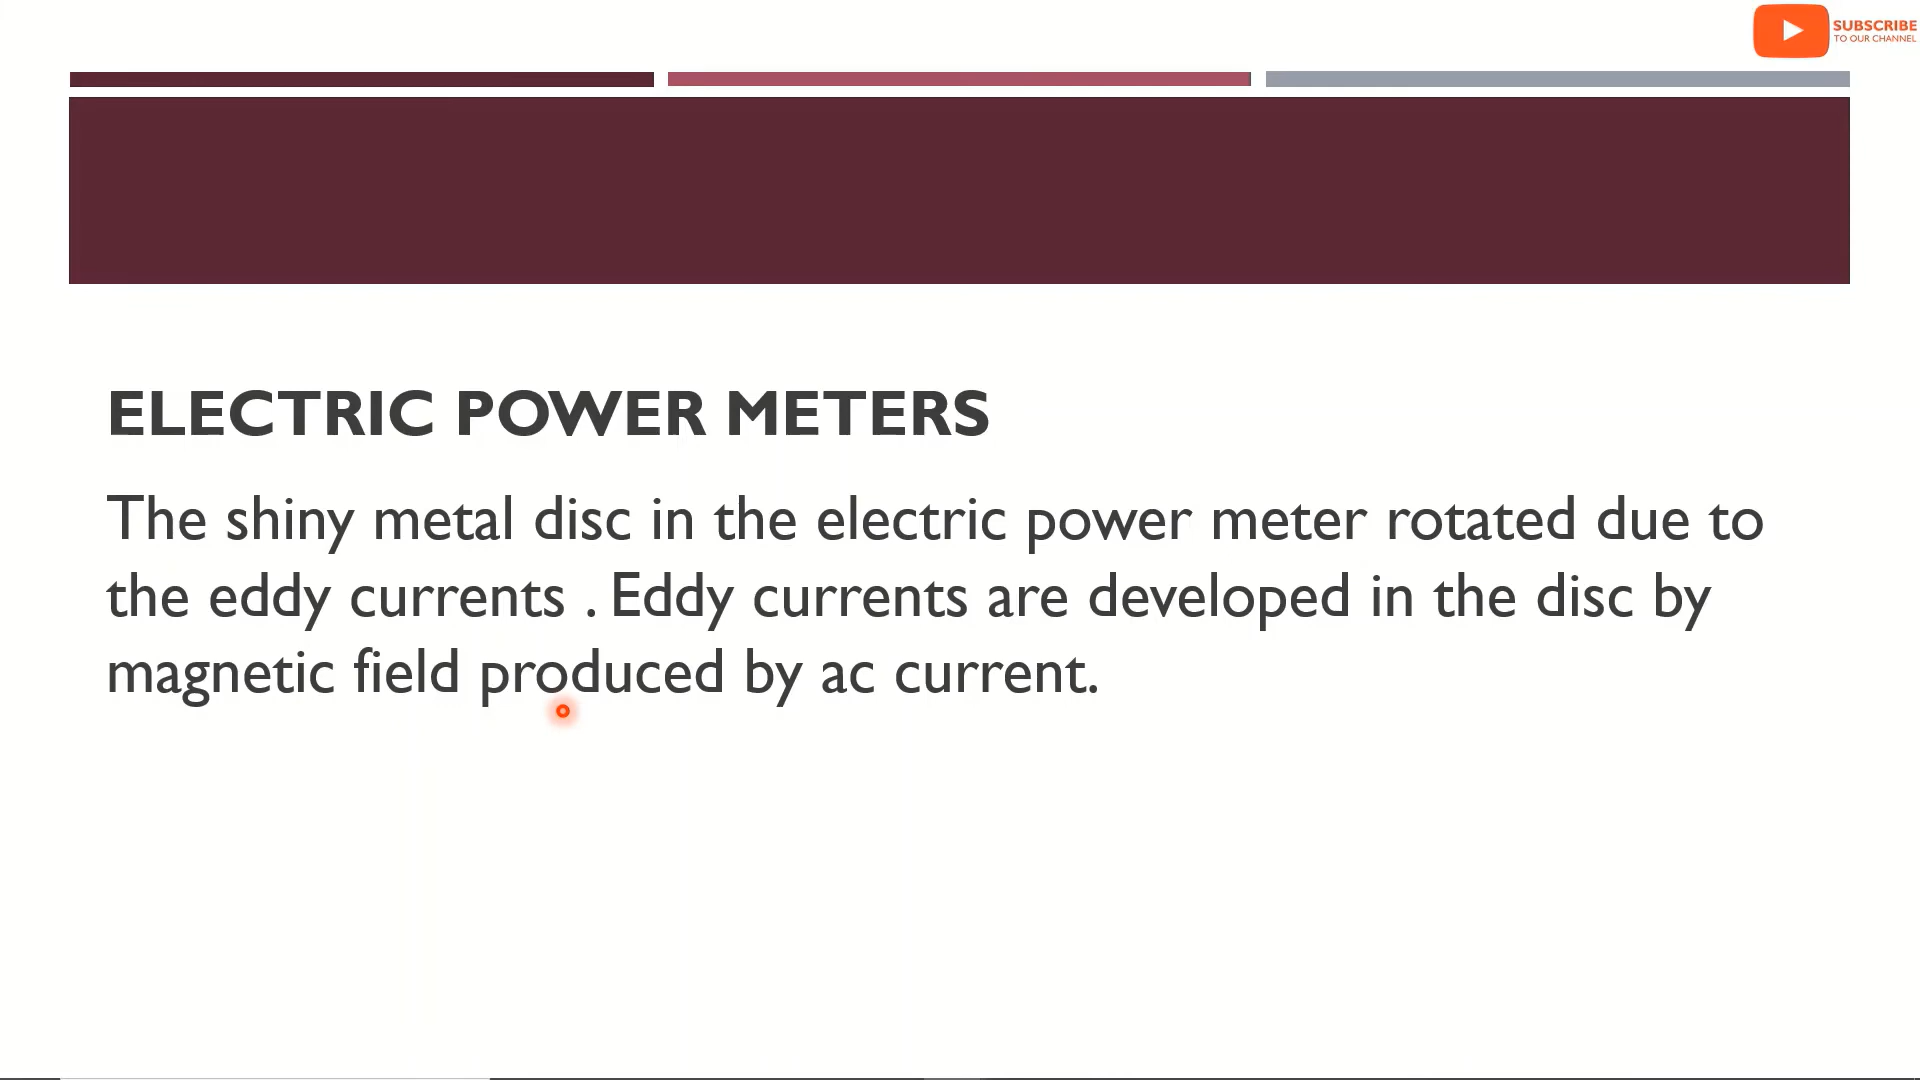 SUBSCRIBE
TO OUR CHANNEL
ELECTRIC POWER METERS
The shiny metal disc in the electric power meter rotated due to
the eddy currents . Eddy currents are developed in the disc by
magnetic field produced by ac current.